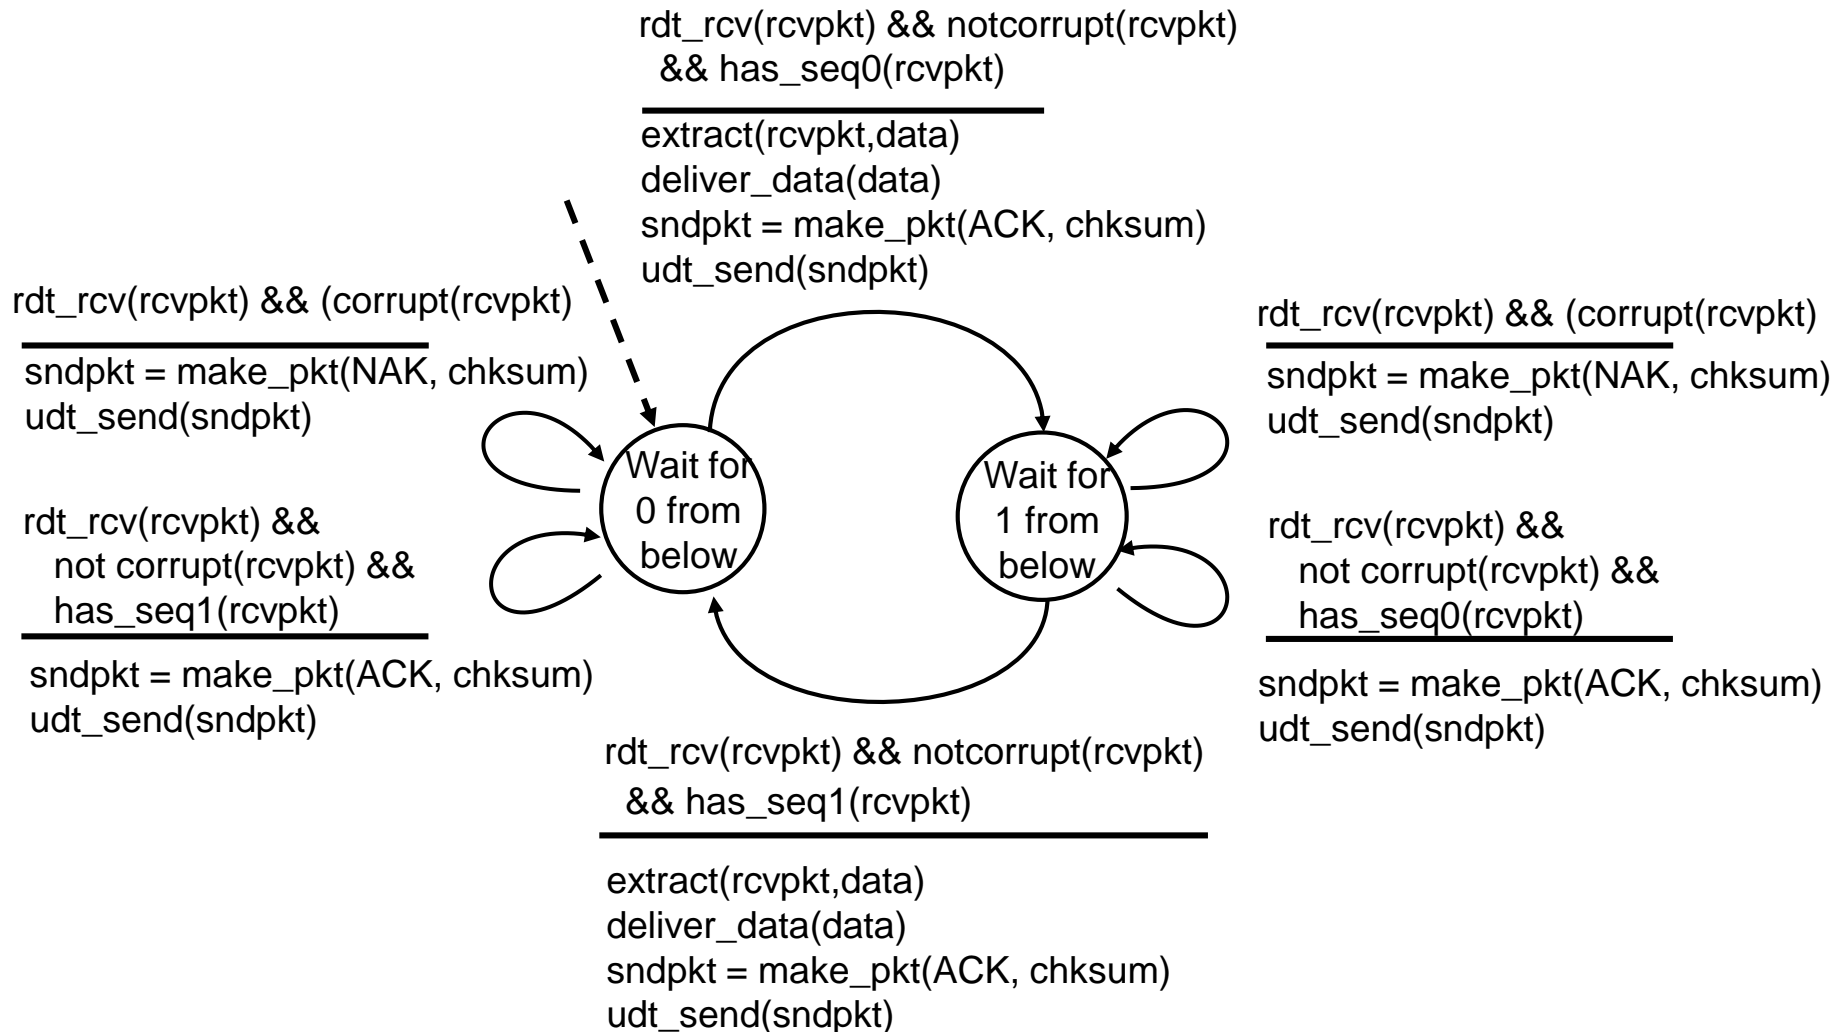 rdt_rcv(rcvpkt) && notcorrupt(rcvpkt)
&& has_seq0(rcvpkt)
extract(rcvpkt,data)
deliver_data(data)
sndpkt = make_pkt(ACK, chksum)
udt_send(sndpkt)
rdt_rcv(rcvpkt) && (corrupt(rcvpkt)
sndpkt = make_pkt(NAK, chksum)
udt_send(sndpkt)
rdt_rcv(rcvpkt) &&
not corrupt(rcvpkt) &&
has_seq1(rcvpkt)
sndpkt = make_pkt(ACK, chksum)
udt_send(sndpkt)
Wait for
0 from
below
Wait for
1 from
below
rdt_rcv(rcvpkt) && (corrupt(rcvpkt)
sndpkt = make_pkt(NAK, chksum)
udt_send(sndpkt)
rdt_rcv(rcvpkt) &&
not corrupt(rcvpkt) &&
has_seq0(rcvpkt)
sndpkt = make_pkt(ACK, chksum)
udt_send(sndpkt)
rdt_rcv(rcvpkt) && notcorrupt(rcvpkt)
&& has_seq1(rcvpkt)
extract(rcvpkt,data)
deliver_data(data)
sndpkt = make_pkt(ACK, chksum)
udt_send(sndpkt)